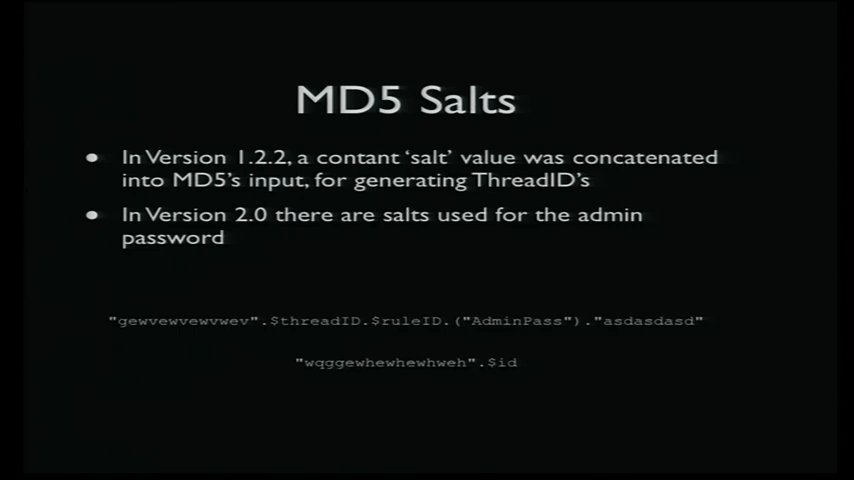 MD5 Salts
● In Version 1.2.2, a contant ‘salt’ value was concatenated
into MD5’s input, for generating ThreadID’s
● In Version 2.0 there are salts used for the admin
password
"gewvewvewvwev".$threadID.$ruleID.("AdminPass")."asdasdasd"
"wqggewhewhewhweh".$id